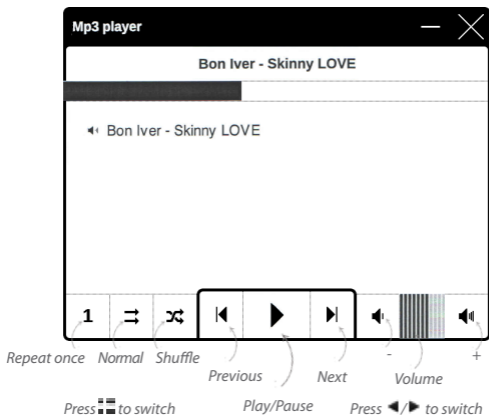 Mp3 player
Bon Iver - Skinny LOVE
Bon Iver - Skinny LOVE
1
Repeat once Normal Shuffle
Previous
Play/Pause
Next
-
Volume
+
Press to switch
Press ◀/▶ to switch